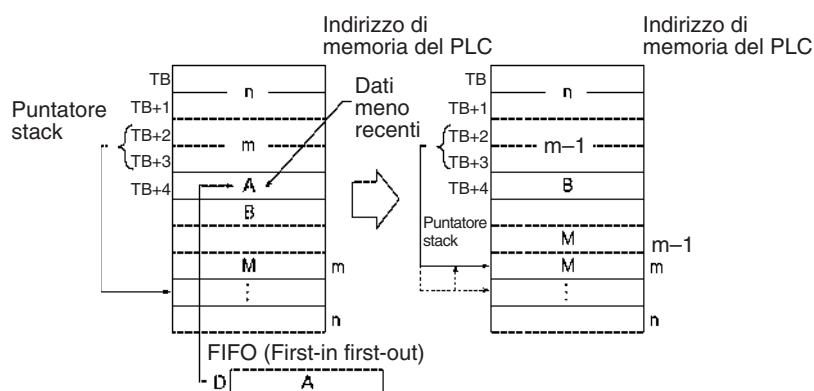 Indirizzo di
memoria del PLC
TB
TB+1
TB+2
TB+3
TB+4
n
m
A
B
M
⋮
m
n
Puntatore
stack
Dati
meno
recenti
FIFO (First-in first-out)
D
A
Indirizzo di
memoria del PLC
TB
TB+1
TB+2
TB+3
TB+4
n
m–1
B
M
M
⋮
m–1
m
n
Puntatore
stack